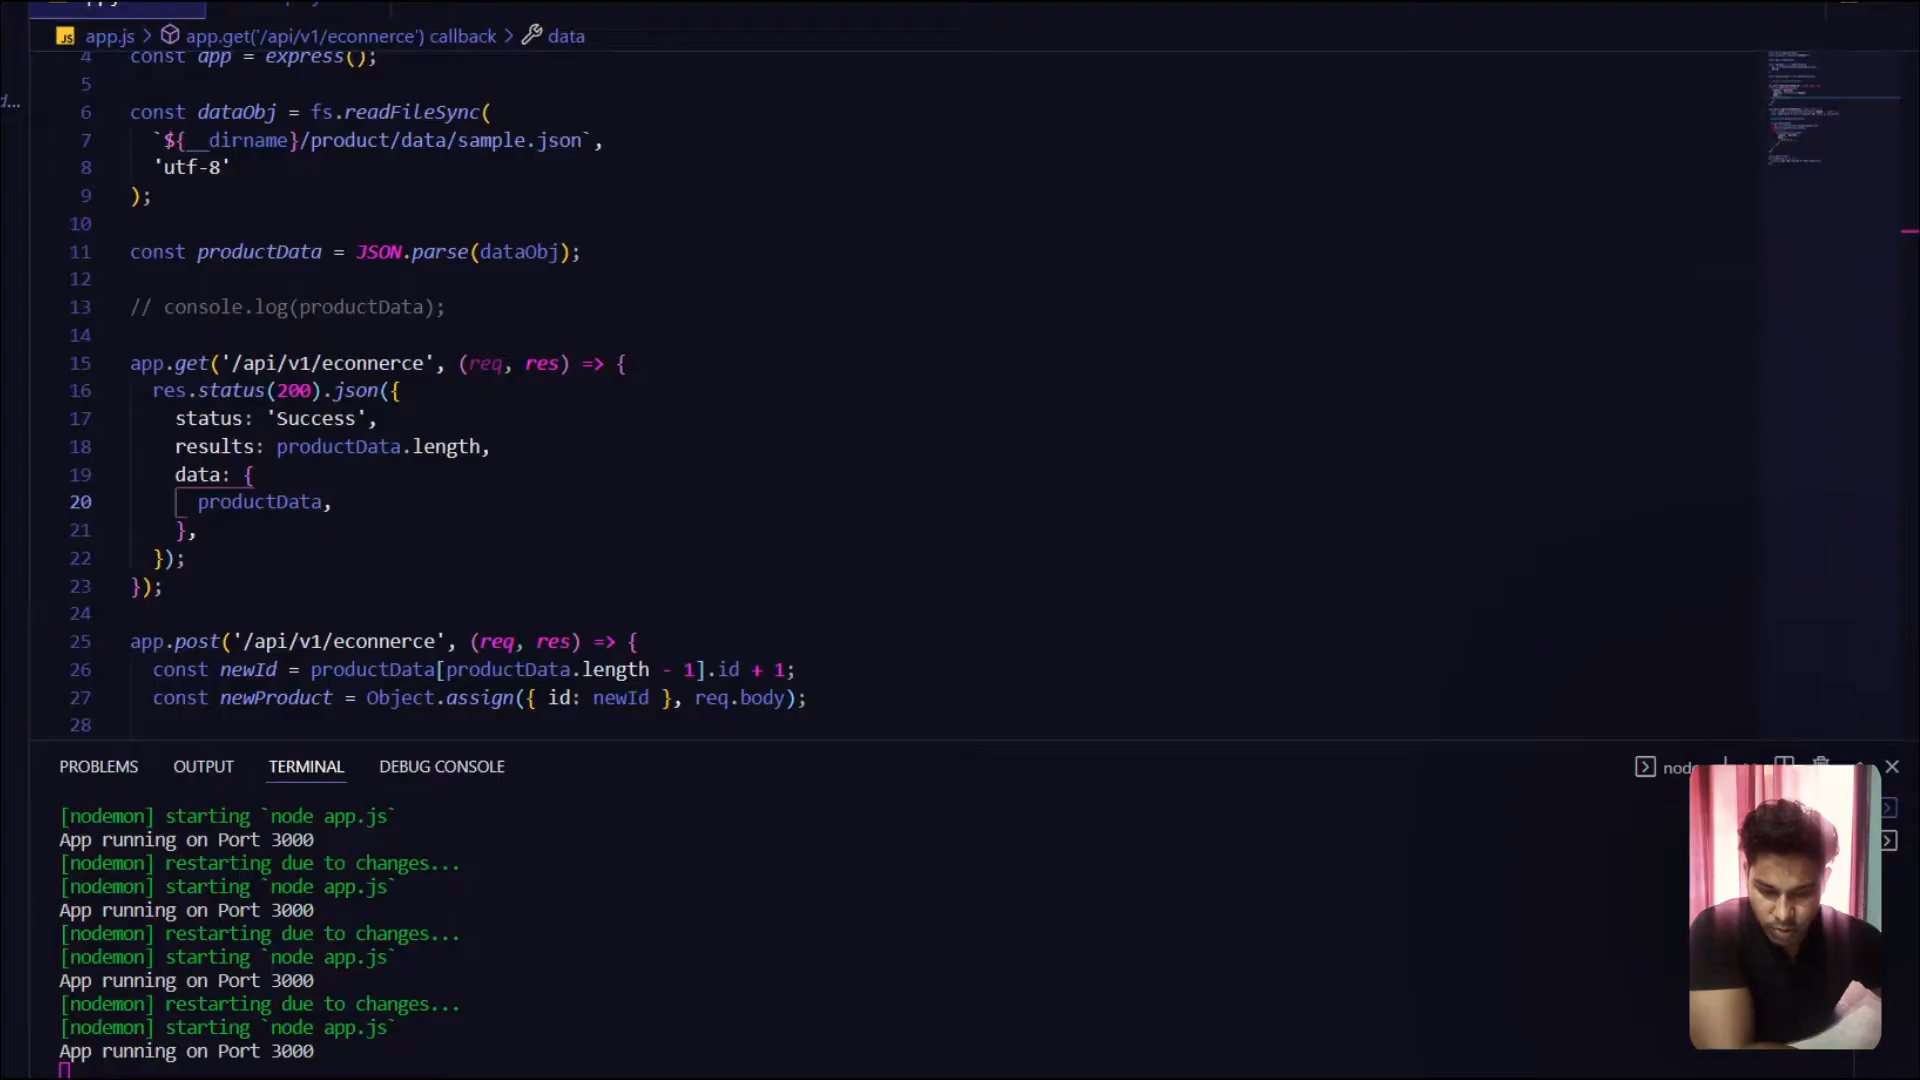 JS app.js > app.get('/api/v1/econnerce') callback > data
4 const app = express();
5
6 const dataObj = fs.readFileSync(
7 `${__dirname}/product/data/sample.json`,
8 'utf-8'
9 );
10
11 const productData = JSON.parse(dataObj);
12
13 // console.log(productData);
14
15 app.get('/api/v1/econnerce', (req, res) => {
16 res.status(200).json({
17 status: 'Success',
18 results: productData.length,
19 data: {
20 productData,
21 },
22 });
23 });
24
25 app.post('/api/v1/econnerce', (req, res) => {
26 const newId = productData[productData.length - 1].id + 1;
27 const newProduct = Object.assign({ id: newId }, req.body);
28
PROBLEMS OUTPUT TERMINAL DEBUG CONSOLE
[nodemon] starting `node app.js`
App running on Port 3000
[nodemon] restarting due to changes...
[nodemon] starting `node app.js`
App running on Port 3000
[nodemon] restarting due to changes...
[nodemon] starting `node app.js`
App running on Port 3000
[nodemon] restarting due to changes...
[nodemon] starting `node app.js`
App running on Port 3000